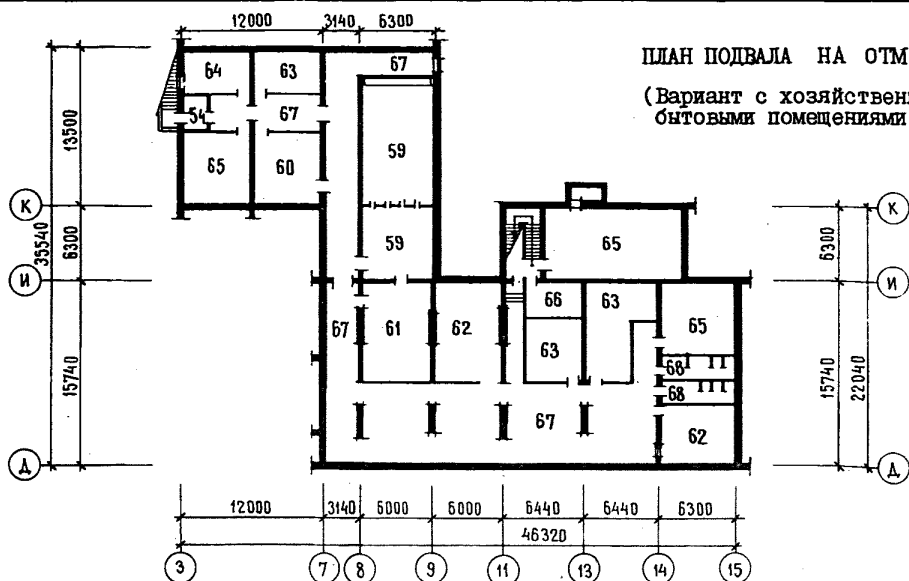 12000 3140 6300
ПЛАН ПОДВАЛА НА ОТМ
(Вариант с хозяйствен
бытовыми помещениями
64 63 67
54 67
65 60 59
13500
К К
35540 6300 59 65 6300
И И
67 61 62 66 63 65
63
68
68
15740 67 62 15740 22040
Д Д
12000 3140 6000 6000 6440 6440 6300
46320
3 7 8 9 11 13 14 15